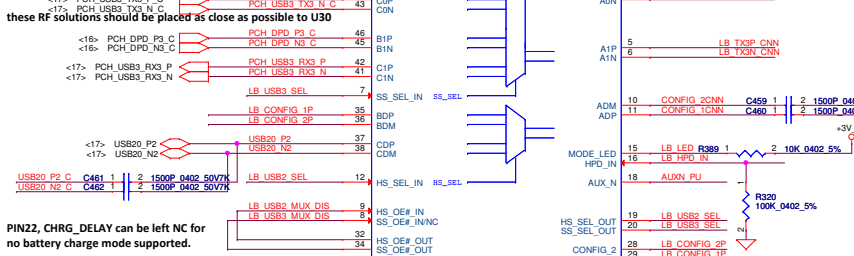 <17> PCH_USB3_TX3_N_C 43 C0P
C0N
these RF solutions should be placed as close as possible to U30
<16> PCH_DPD_P3_C PCH_DPD_P3_C 46 B1P
<16> PCH_DPD_N3_C PCH_DPD_N3_C 45 B1N
<17> PCH_USB3_RX3_P PCH_USB3_RX3_P 42 C1P
<17> PCH_USB3_RX3_N PCH_USB3_RX3_N 41 C1N
LB_USB3_SEL 7 SS_SEL_IN SS_SEL
LB_CONFIG_1P 35 BDP
LB_CONFIG_2P 36 BDM
<17> USB20_P2 USB20_P2 37 CDP
<17> USB20_N2 USB20_N2 38 CDM
USB20_P2_C C461 1 2 1500P_0402_50V7K
USB20_N2_C C462 1 2 1500P_0402_50V7K
LB_USB2_SEL 12 HS_SEL_IN HS_SEL
LB_USB2_MUX_DIS 9 HS_OE#_IN
LB_USB3_MUX_DIS 8 SS_OE#_IN/NC
32 HS_OE#_OUT
34 SS_OE#_OUT
PIN22, CHRG_DELAY can be left NC for
no battery charge mode supported.
A0N
A1P 5 LB_TX3P_CNN
A1N 6 LB_TX3N_CNN
ADM 10 CONFIG_2CNN C459 1 2 1500P_040
ADP 11 CONFIG_1CNN C460 1 2 1500P_040
+3V
MODE_LED 15 LB_LED R389 1 2 10K_0402_5%
HPD_IN 16 LB_HPD_IN
AUX_N 18 AUXN_PU
1
R320
100K_0402_5%
2
HS_SEL_OUT 19 LB_USB2_SEL
SS_SEL_OUT 20 LB_USB3_SEL
CONFIG_2 28 LB_CONFIG_2P
29 LB_CONFIG_1P